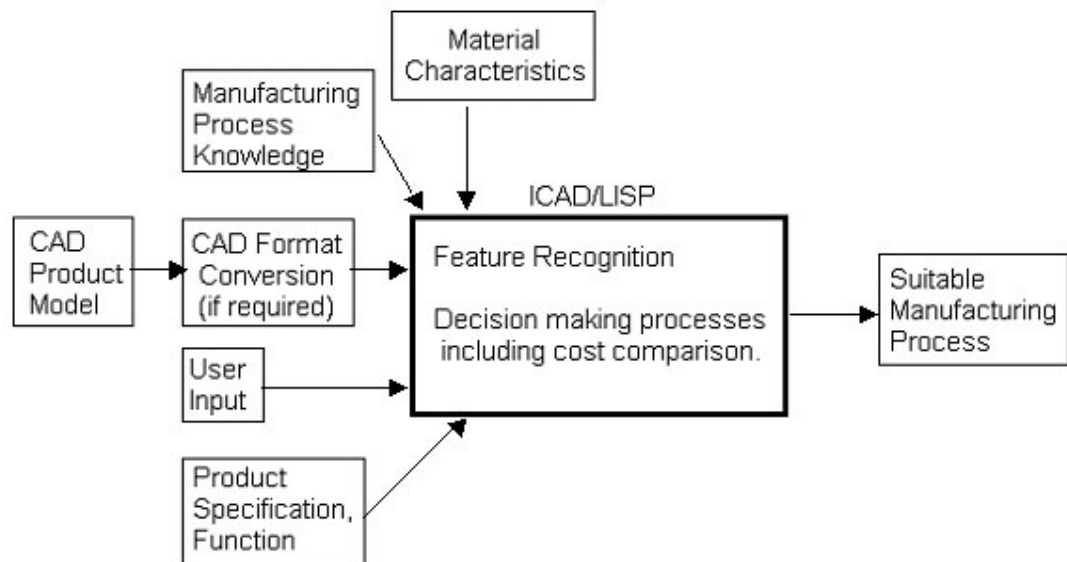 Material
Characteristics
Manufacturing
Process
Knowledge
ICAD/LISP
CAD
Product
Model
CAD Format
Conversion
(if required)
Feature Recognition
Decision making processes
including cost comparison.
Suitable
Manufacturing
Process
User
Input
Product
Specification,
Function